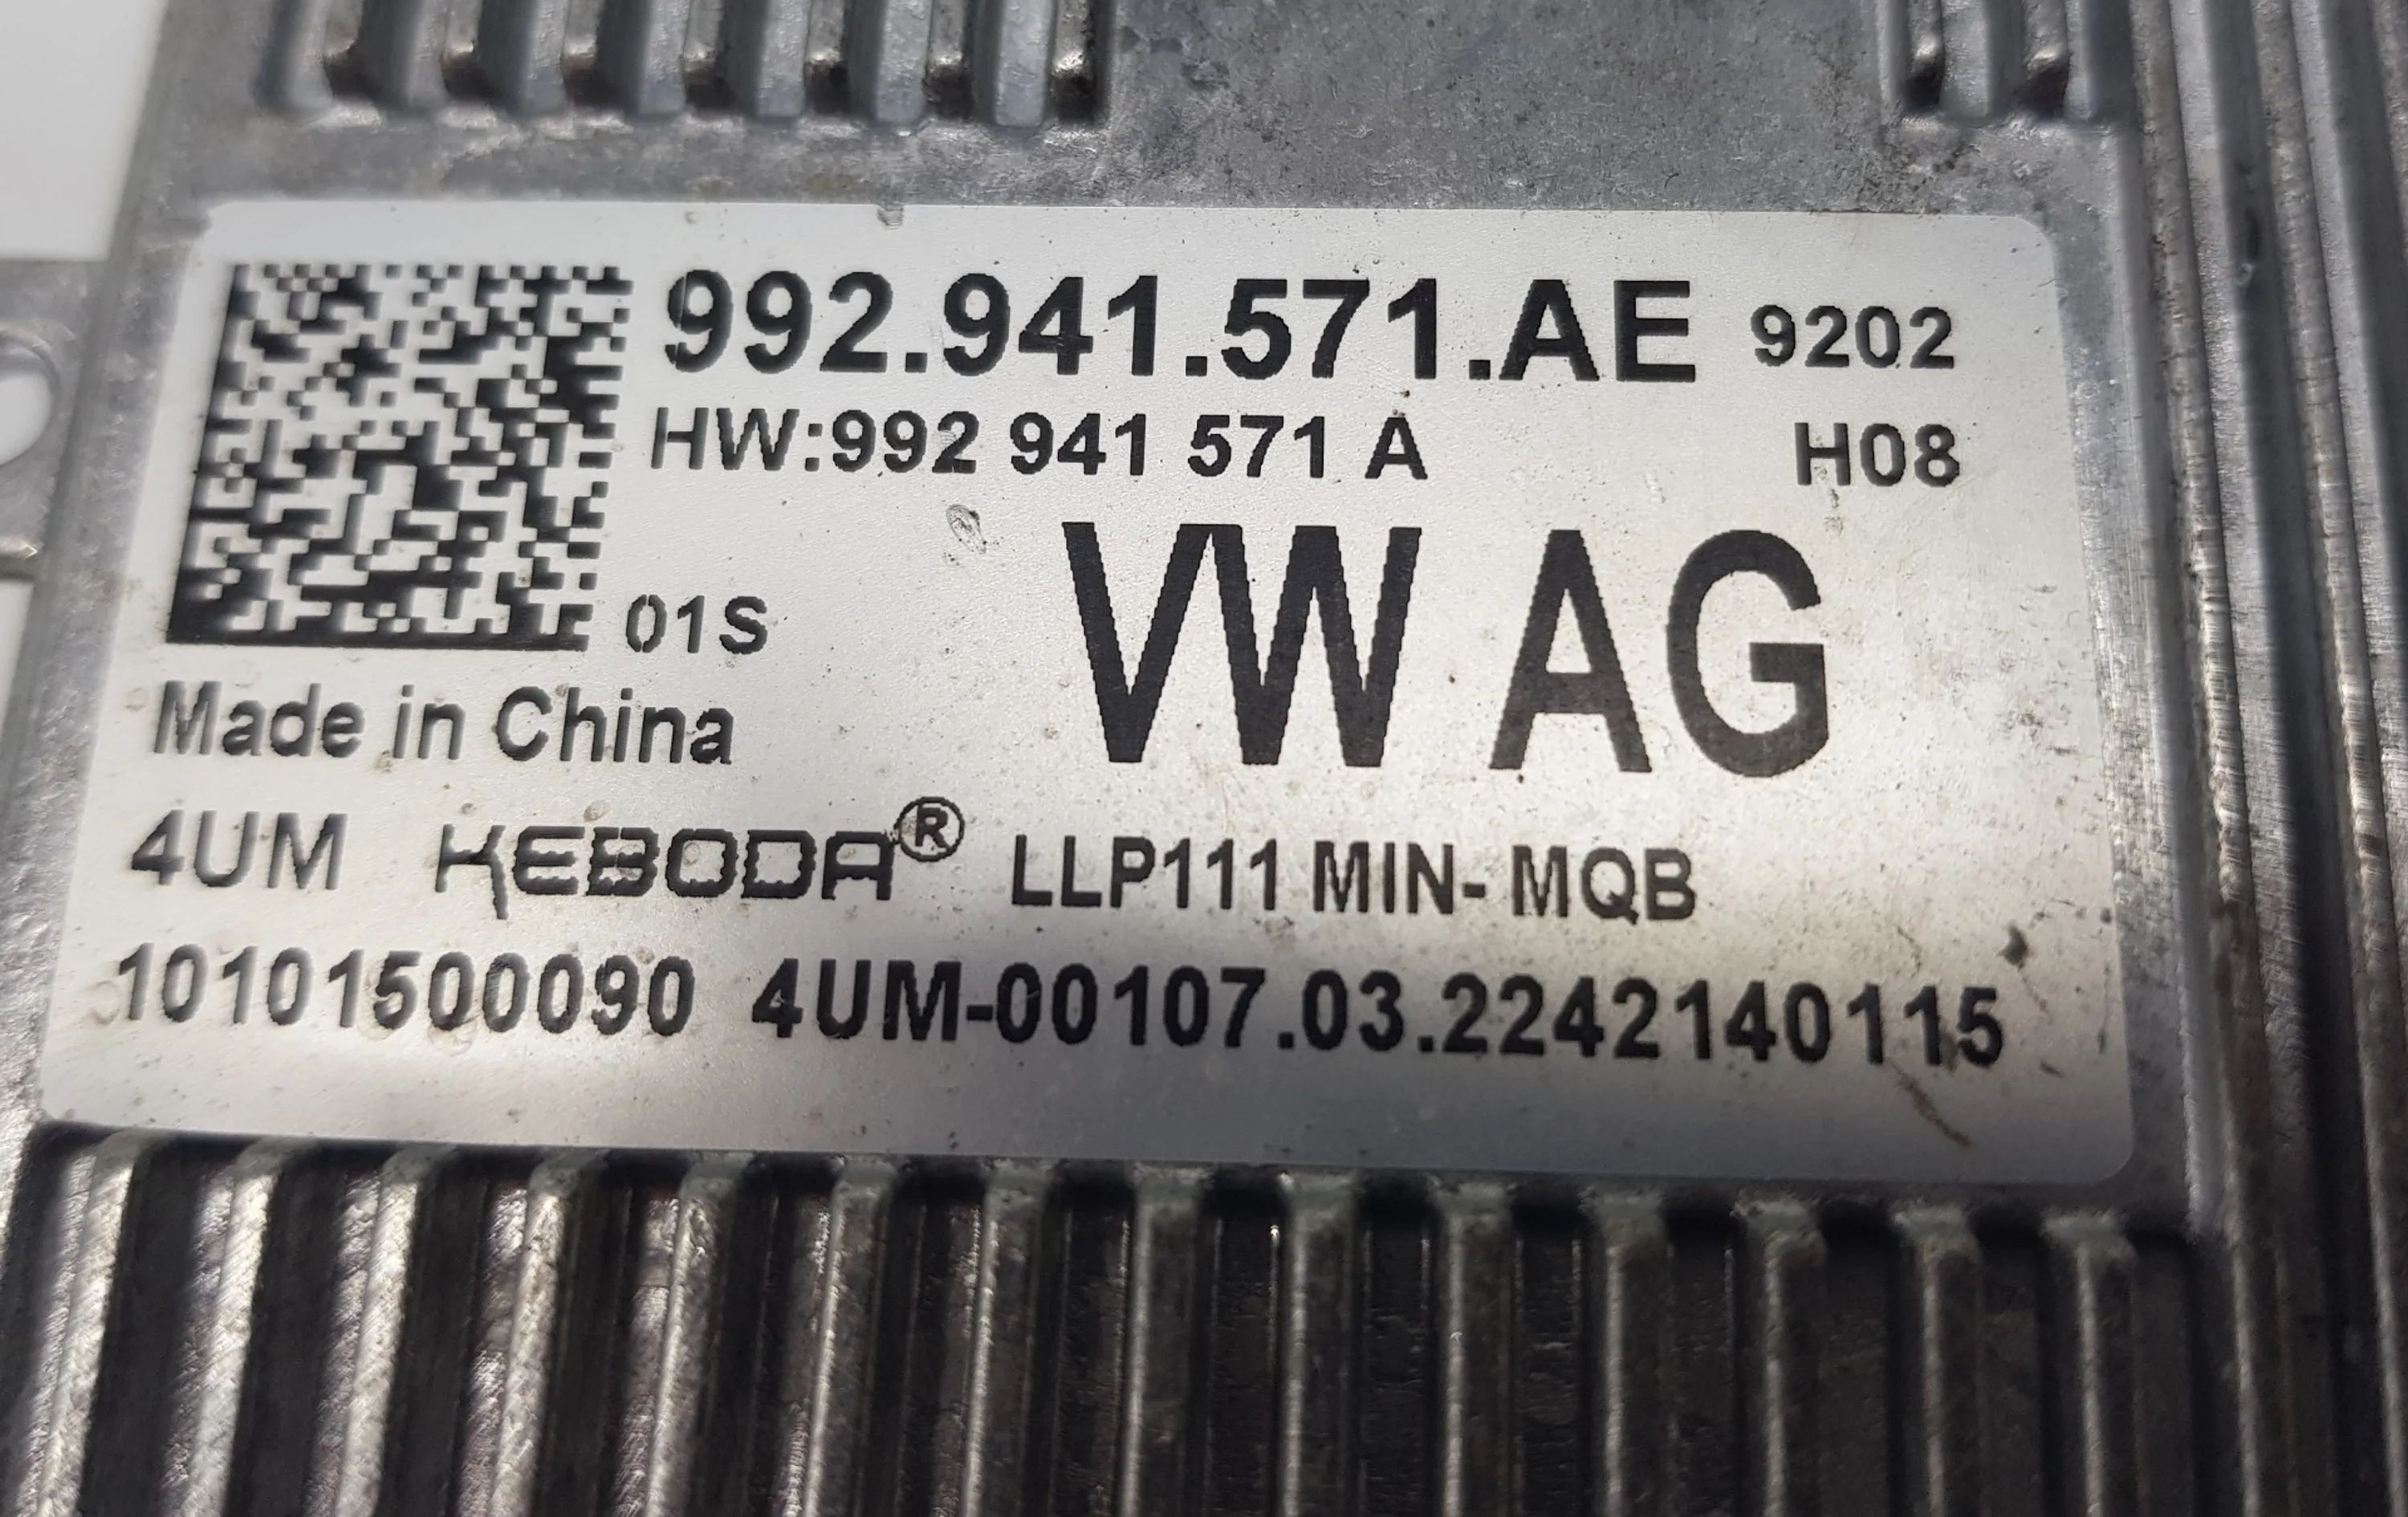 992.941.571.AE 9202
HW:992 941 571 A H08
VW AG
01S
Made in China
4UM KEBODA® LLP111 MIN- MQB
10101500090 4UM-00107.03.2242140115